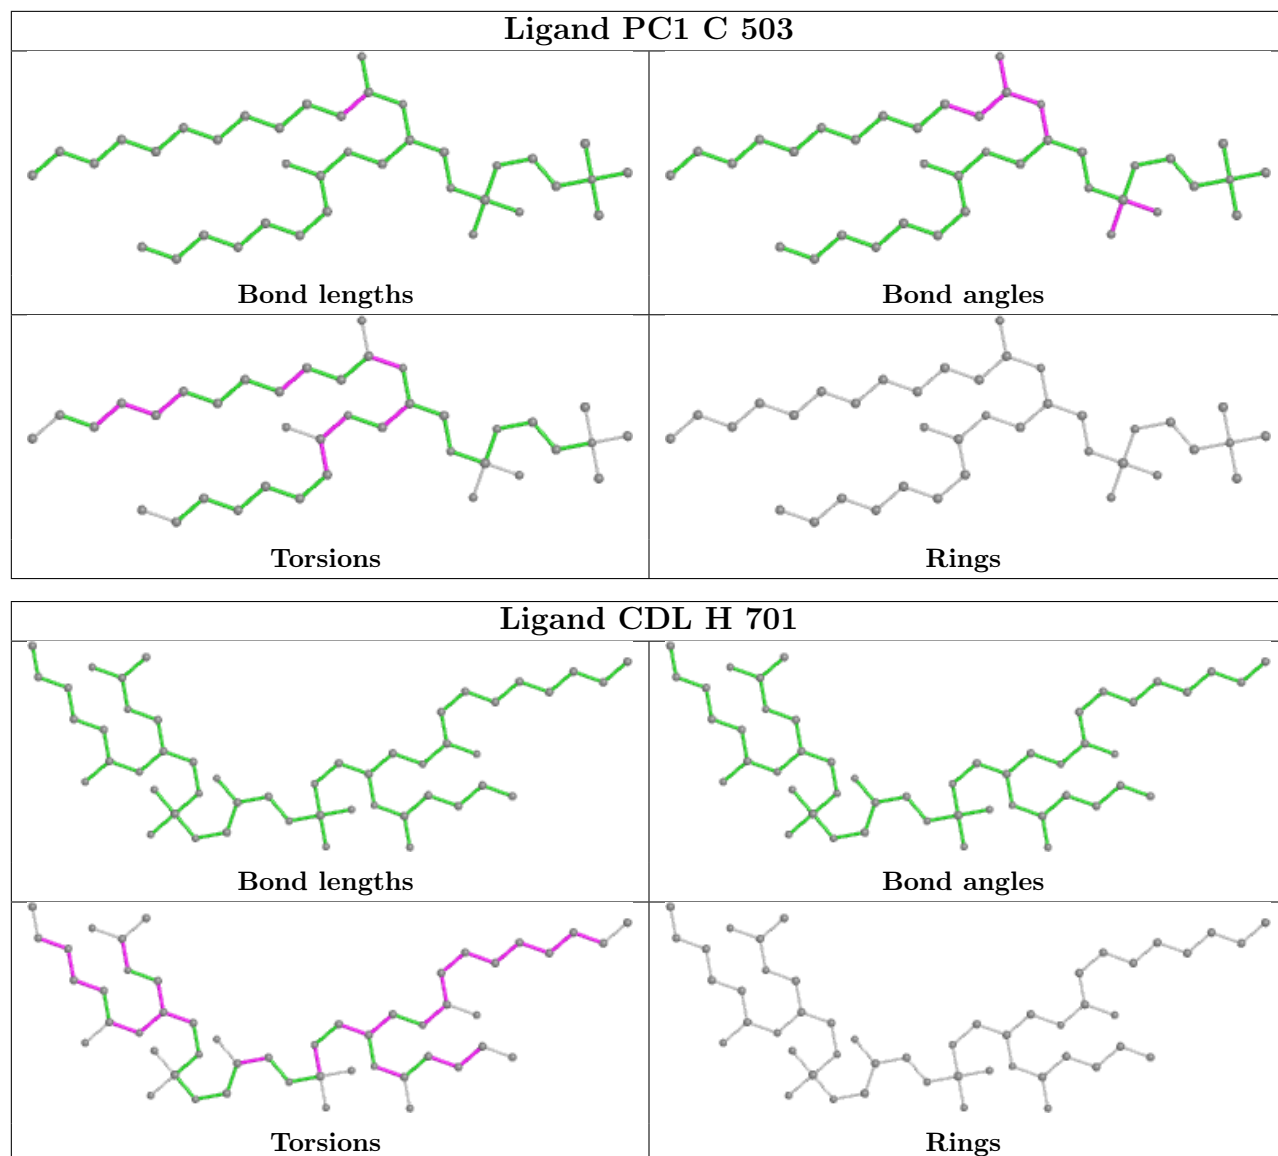 Ligand PC1 C 503
Bond lengths
Bond angles
Torsions
Rings
Ligand CDL H 701
Bond lengths
Bond angles
Torsions
Rings